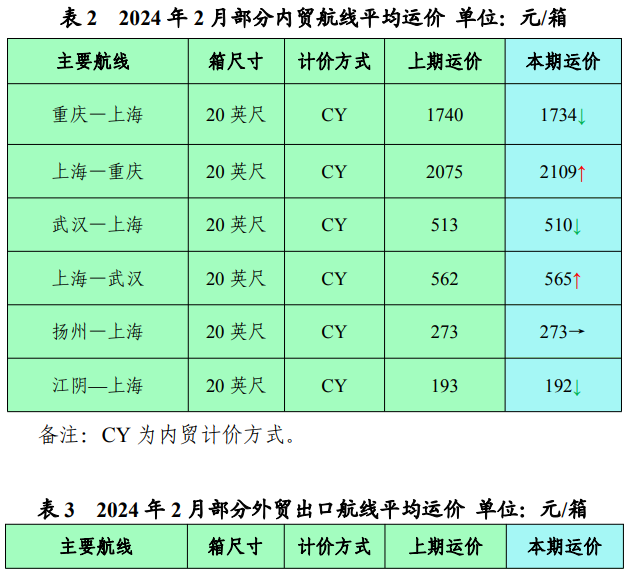 表 2 2024 年 2 月部分内贸航线平均运价 单位：元/箱
主要航线 箱尺寸 计价方式 上期运价 本期运价
重庆—上海 20 英尺 CY 1740 1734↓
上海—重庆 20 英尺 CY 2075 2109↑
武汉—上海 20 英尺 CY 513 510↓
上海—武汉 20 英尺 CY 562 565↑
扬州—上海 20 英尺 CY 273 273→
江阴—上海 20 英尺 CY 193 192↓
备注：CY 为内贸计价方式。
表 3 2024 年 2 月部分外贸出口航线平均运价 单位：元/箱
主要航线 箱尺寸 计价方式 上期运价 本期运价